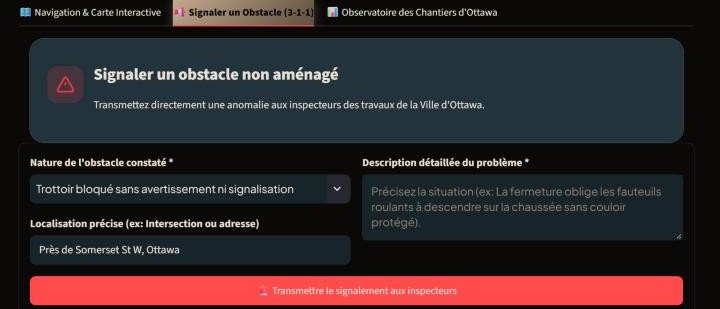 Navigation & Carte Interactive
Signaler un Obstacle (3-1-1)
Observatoire des Chantiers d'Ottawa
Signaler un obstacle non aménagé
Transmettez directement une anomalie aux inspecteurs des travaux de la Ville d'Ottawa.
Nature de l'obstacle constaté *
Trottoir bloqué sans avertissement ni signalisation
Localisation précise (ex: Intersection ou adresse)
Près de Somerset St W, Ottawa
Description détaillée du problème *
Précisez la situation (ex: La fermeture oblige les fauteuils
roulants à descendre sur la chaussée sans couloir
protégé).
Transmettre le signalement aux inspecteurs